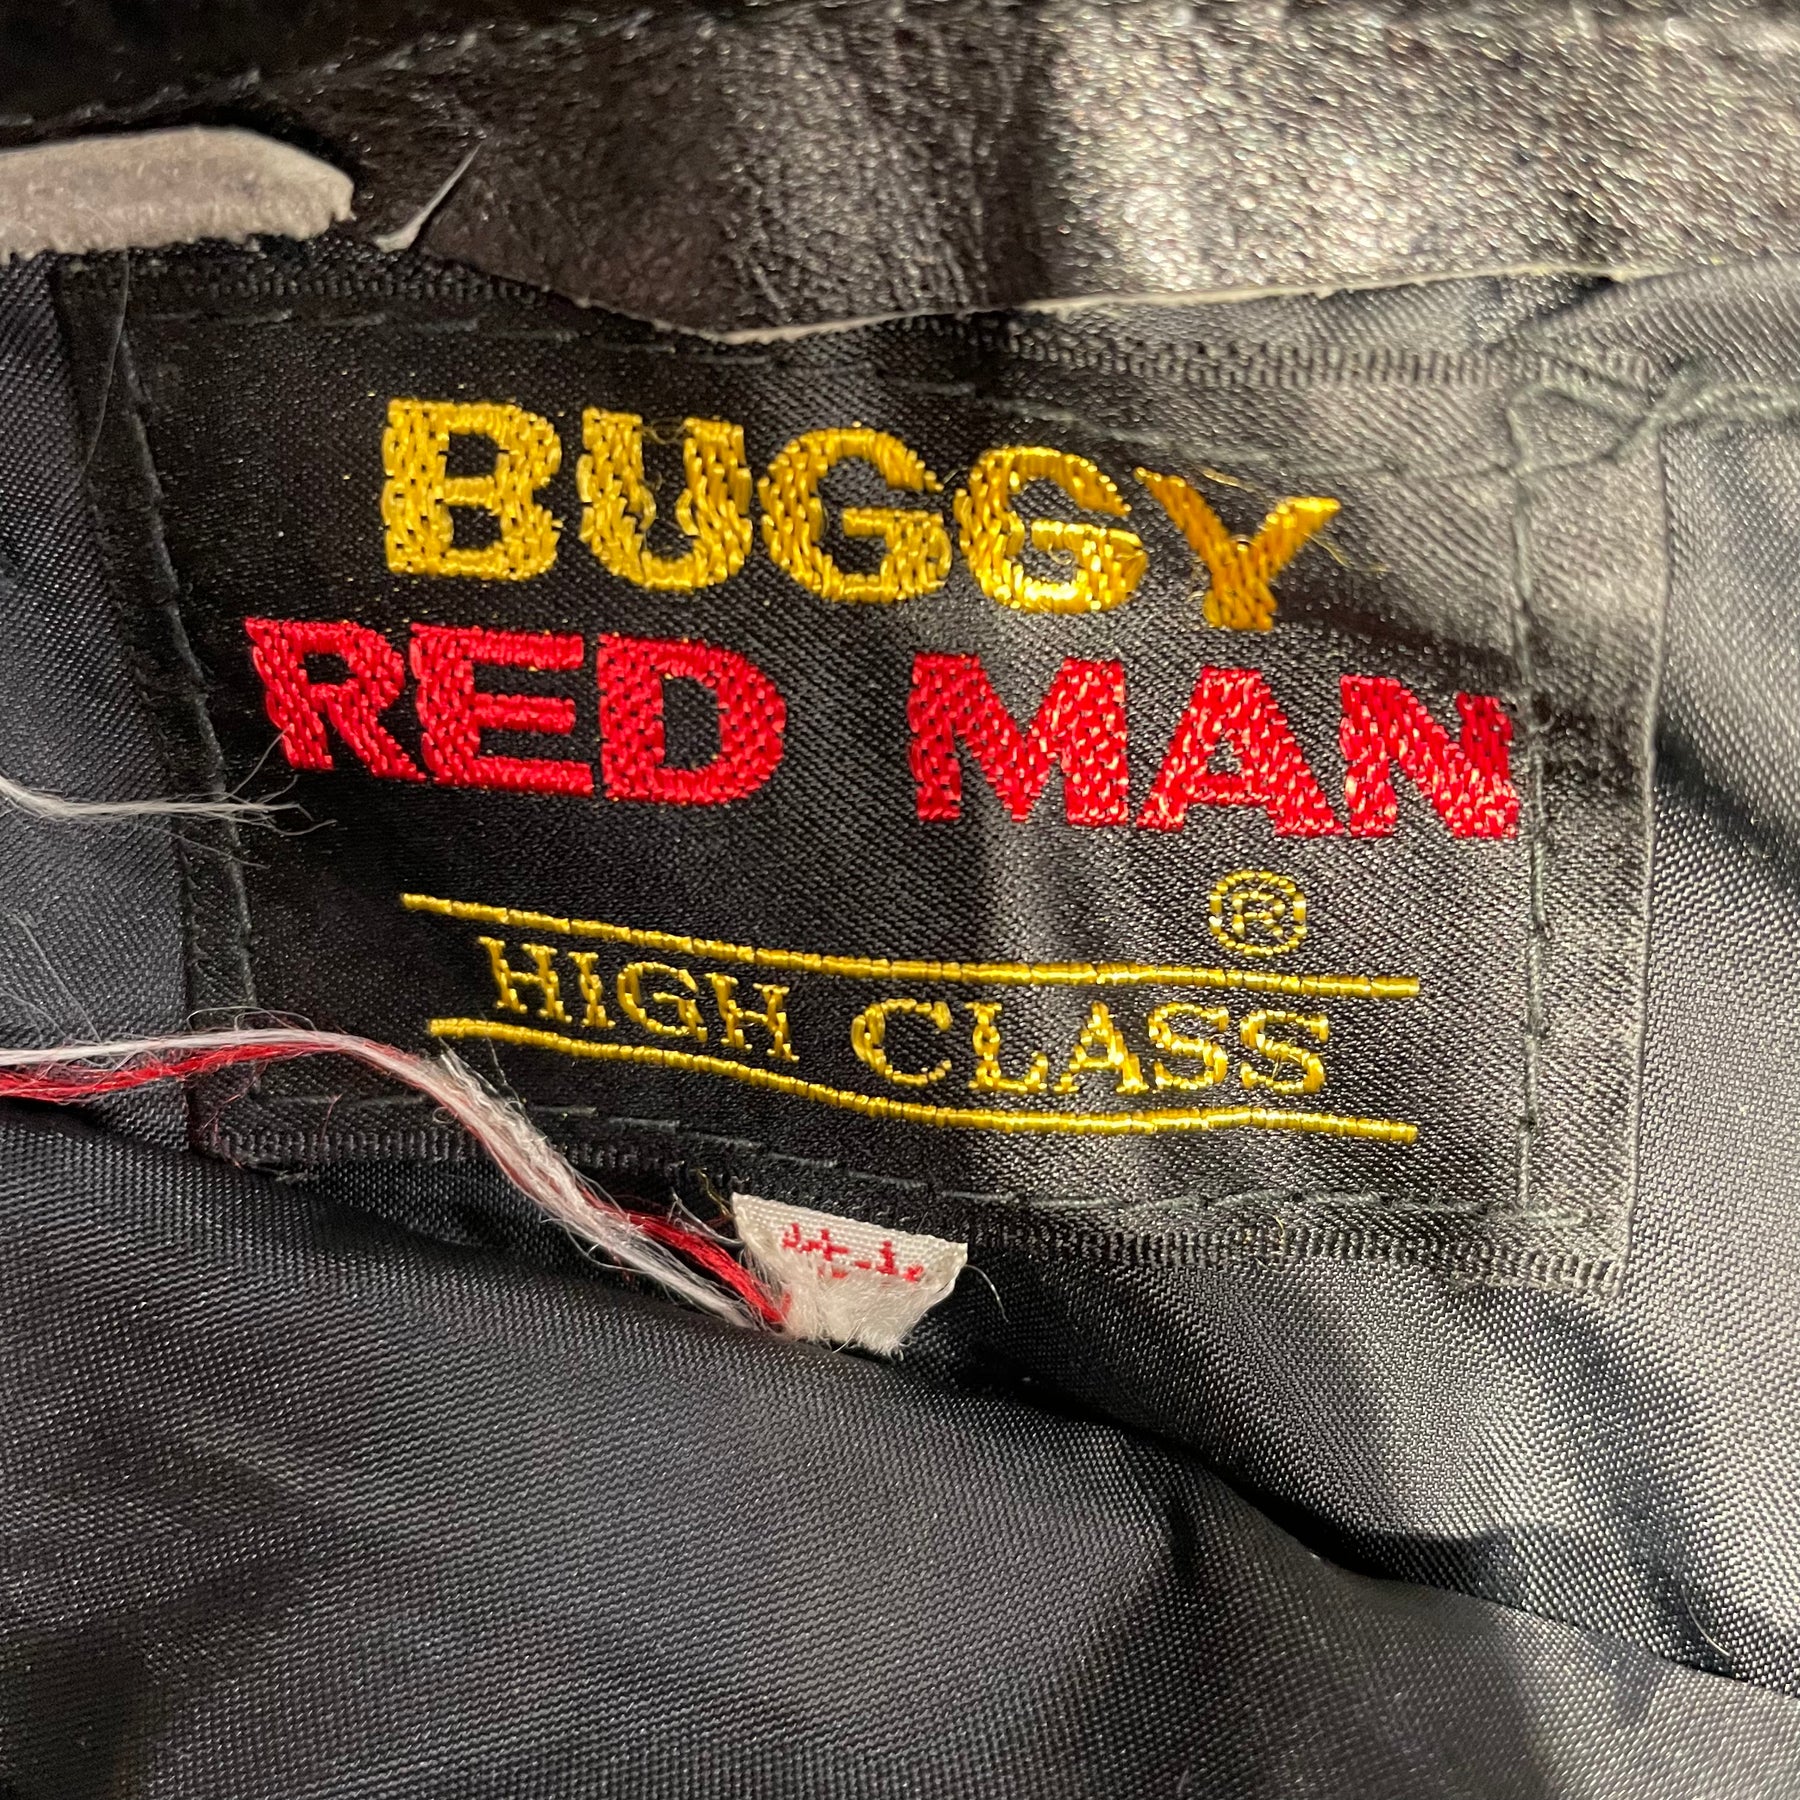 BUGGY
RED MAN
®
HIGH CLASS